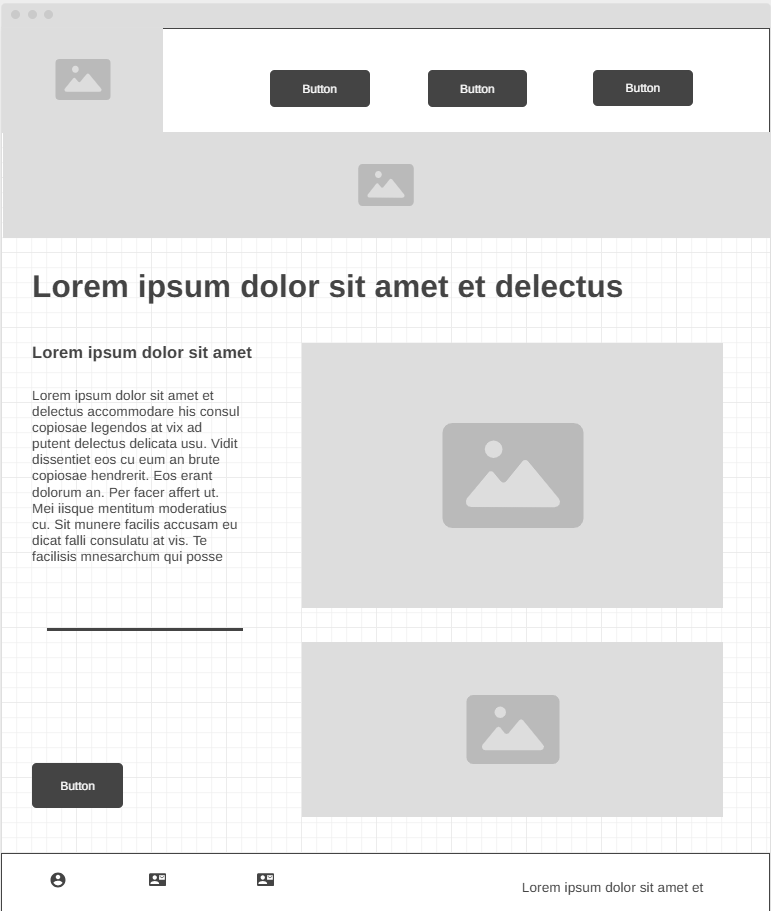 Button
Button
Button
Lorem ipsum dolor sit amet et delectus
Lorem ipsum dolor sit amet
Lorem ipsum dolor sit amet et
delectus accommodare his consul
copiosae legendos at vix ad
putent delectus delicata usu. Vidit
dissentiet eos cu eum an brute
copiosae hendrerit. Eos erant
dolorum an. Per facer affert ut.
Mei iisque mentitum moderatius
cu. Sit munere facilis accusam eu
dicat falli consulatu at vis. Te
facilisis mnesarchum qui posse
Button
Lorem ipsum dolor sit amet et